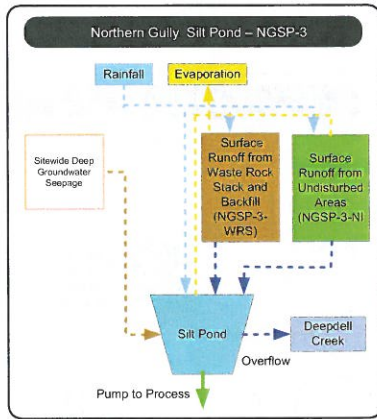 Northern Gully Silt Pond – NGSP-3
Rainfall
Evaporation
Sitewide Deep
Groundwater
Seepage
Surface
Runoff from
Waste Rock
Stack and
Backfill
(NGSP-3-
WRS)
Surface
Runoff from
Undisturbed
Areas
(NGSP-3-NI)
Silt Pond
Deepdell
Creek
Overflow
Pump to Process